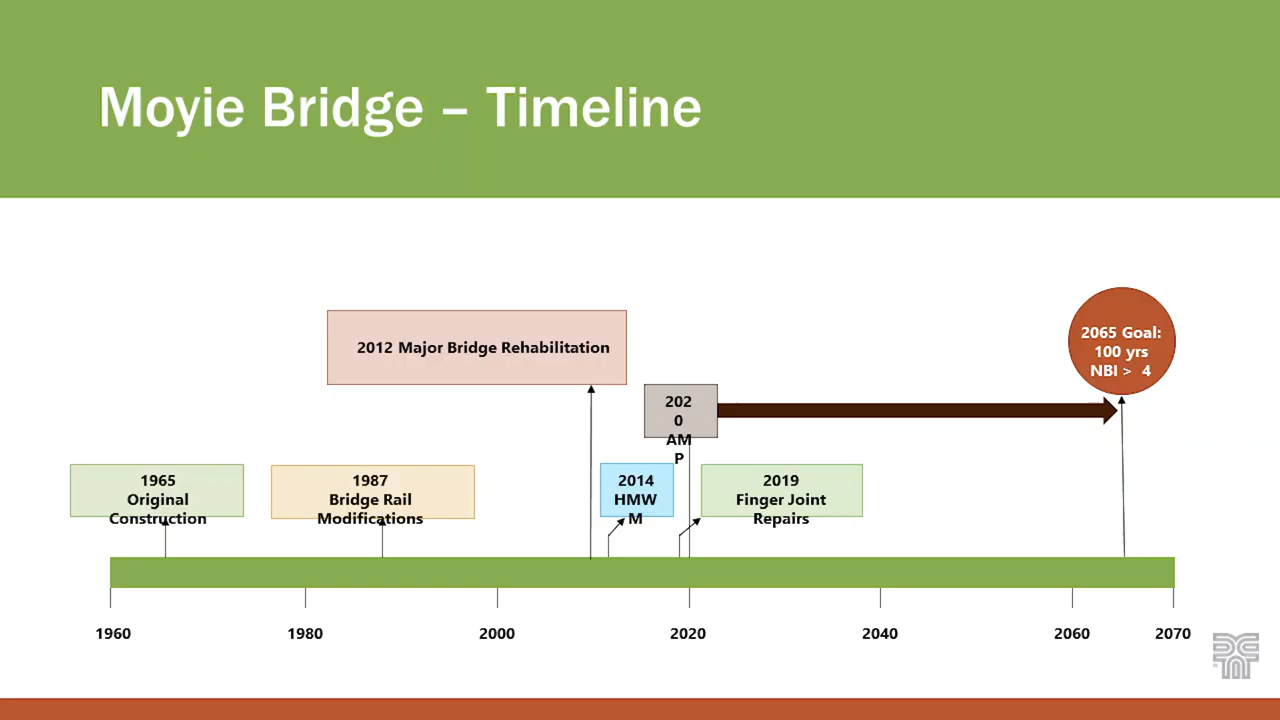 Moyie Bridge – Timeline
2012 Major Bridge Rehabilitation
2065 Goal:
100 yrs
NBI > 4
202
0
AM
P
1965
Original
Construction
1987
Bridge Rail
Modifications
2014
HMW
M
2019
Finger Joint
Repairs
1960
1980
2000
2020
2040
2060
2070